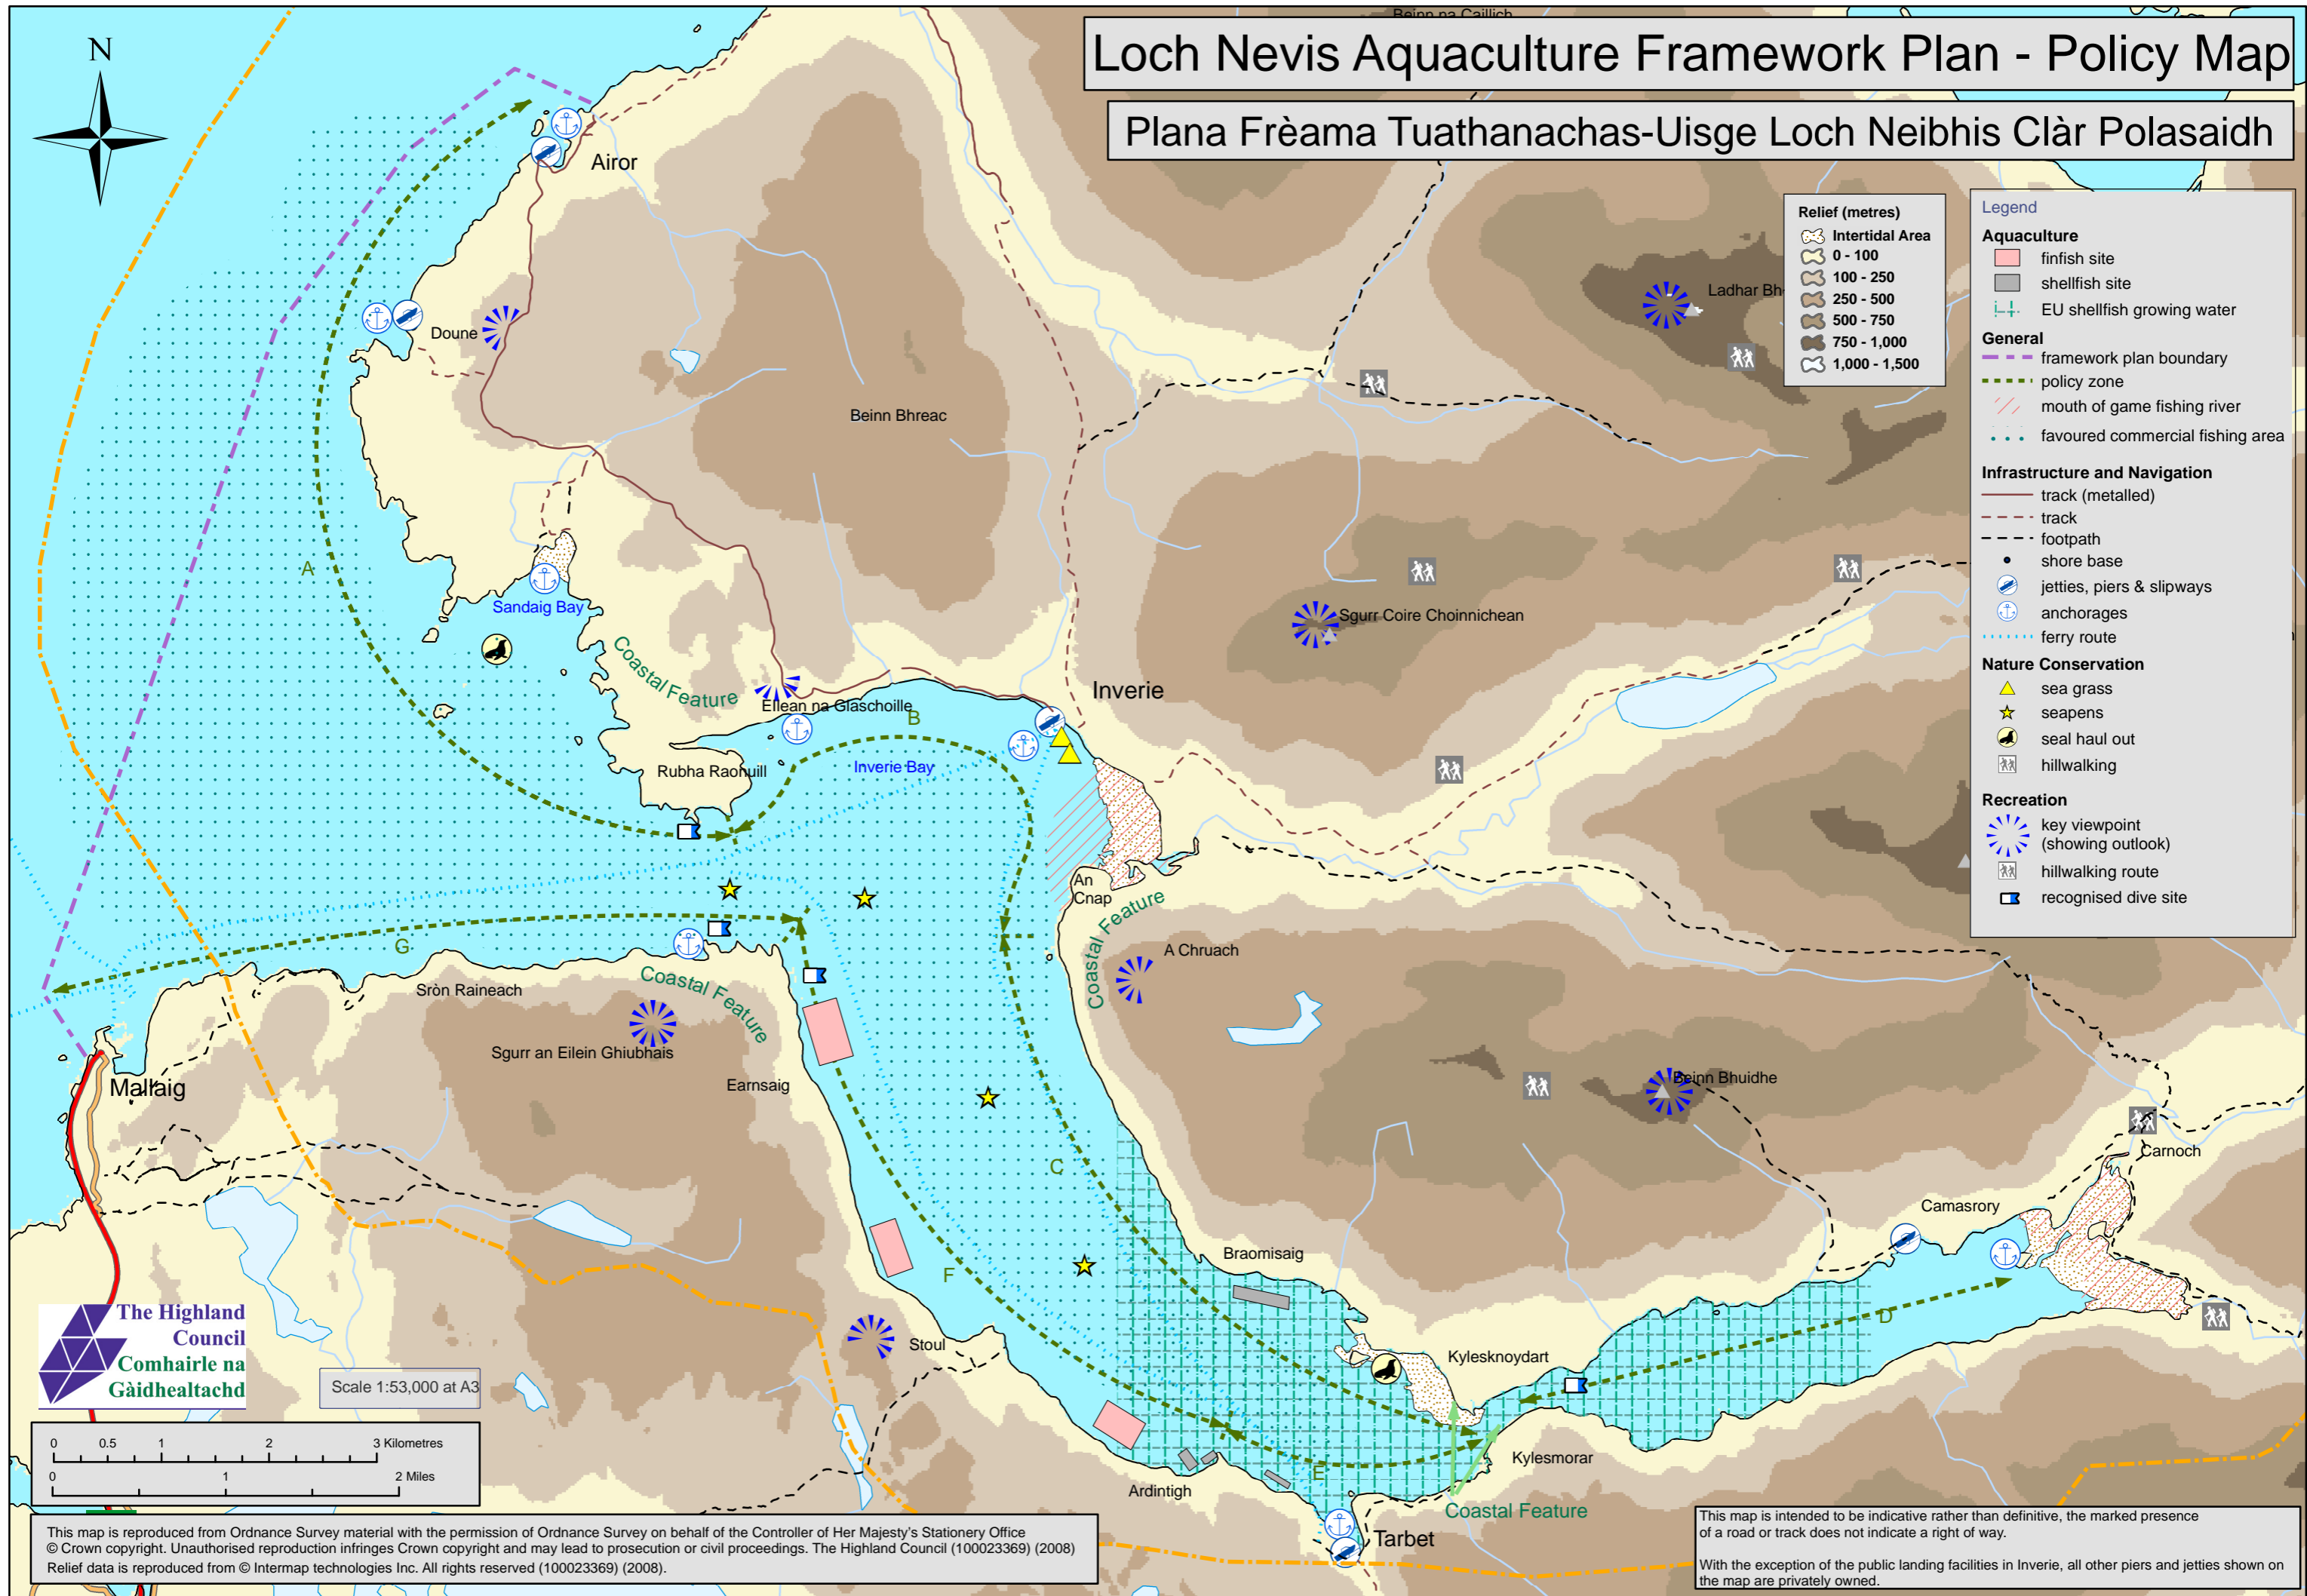 Beinn na Caillich
Loch Nevis Aquaculture Framework Plan - Policy Map
Plana Frèama Tuathanachas-Uisge Loch Neibhis Clàr Polasaidh
N
Airor
Doune
Beinn Bhreac
A
Sandaig Bay
Coastal Feature
Eilean na Glaschoille
B
Inverie
Inverie Bay
Rubha Raonuill
An
Cnap
Coastal Feature
A Chruach
Ladhar Bh
Sgurr Coire Choinnichean
G
Sròn Raineach
Coastal Feature
Sgurr an Eilein Ghiubhais
Earnsaig
Mallaig
Beinn Bhuidhe
C
Carnoch
Camasrory
Braomisaig
F
D
Stoul
Kylesknoydart
Kylesmorar
E
Ardintigh
Coastal Feature
Tarbet
Relief (metres)
Intertidal Area
0 - 100
100 - 250
250 - 500
500 - 750
750 - 1,000
1,000 - 1,500
Legend
Aquaculture
finfish site
shellfish site
EU shellfish growing water
General
framework plan boundary
policy zone
mouth of game fishing river
favoured commercial fishing area
Infrastructure and Navigation
track (metalled)
track
footpath
shore base
jetties, piers & slipways
anchorages
ferry route
Nature Conservation
sea grass
seapens
seal haul out
hillwalking
Recreation
key viewpoint
(showing outlook)
hillwalking route
recognised dive site
The Highland
Council
Comhairle na
Gàidhealtachd
Scale 1:53,000 at A3
0 0.5 1 2 3 Kilometres
0 1 2 Miles
This map is reproduced from Ordnance Survey material with the permission of Ordnance Survey on behalf of the Controller of Her Majesty's Stationery Office
© Crown copyright. Unauthorised reproduction infringes Crown copyright and may lead to prosecution or civil proceedings. The Highland Council (100023369) (2008)
Relief data is reproduced from © Intermap technologies Inc. All rights reserved (100023369) (2008).
This map is intended to be indicative rather than definitive, the marked presence
of a road or track does not indicate a right of way.
With the exception of the public landing facilities in Inverie, all other piers and jetties shown on
the map are privately owned.